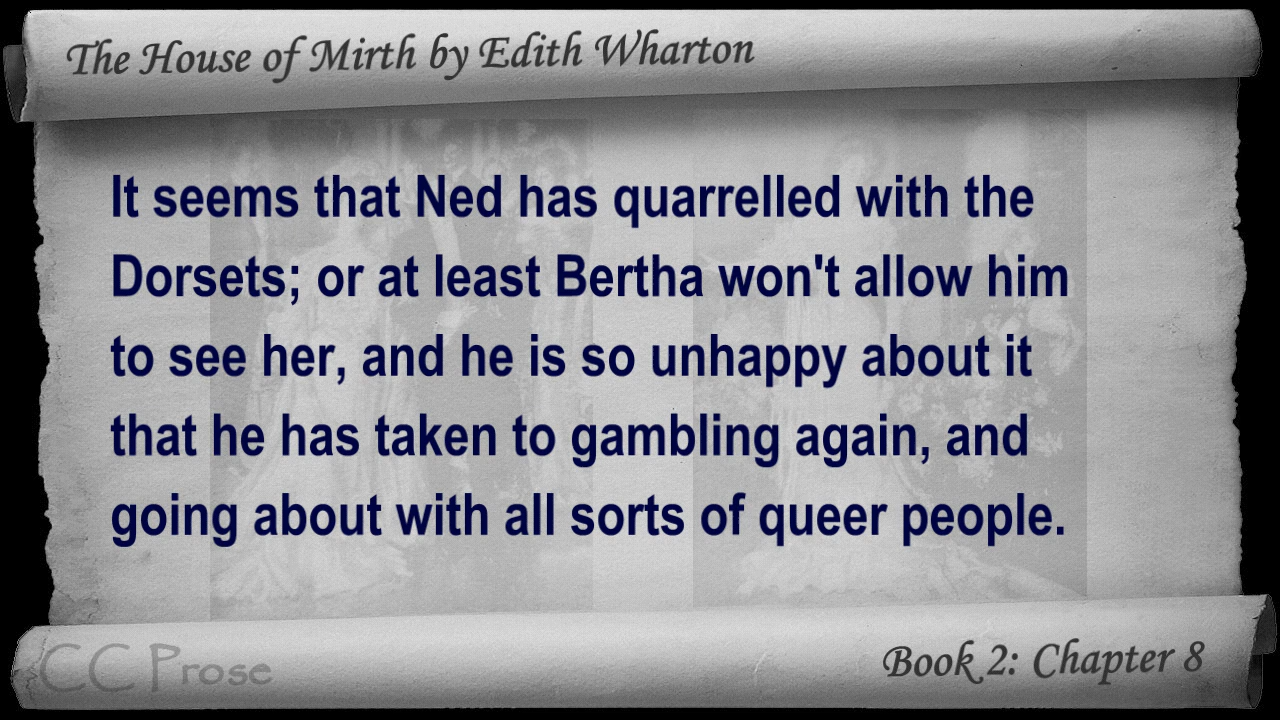 The House of Mirth by Edith Wharton
It seems that Ned has quarrelled with the
Dorsets; or at least Bertha won't allow him
to see her, and he is so unhappy about it
that he has taken to gambling again, and
going about with all sorts of queer people.
CC Prose
Book 2: Chapter 8